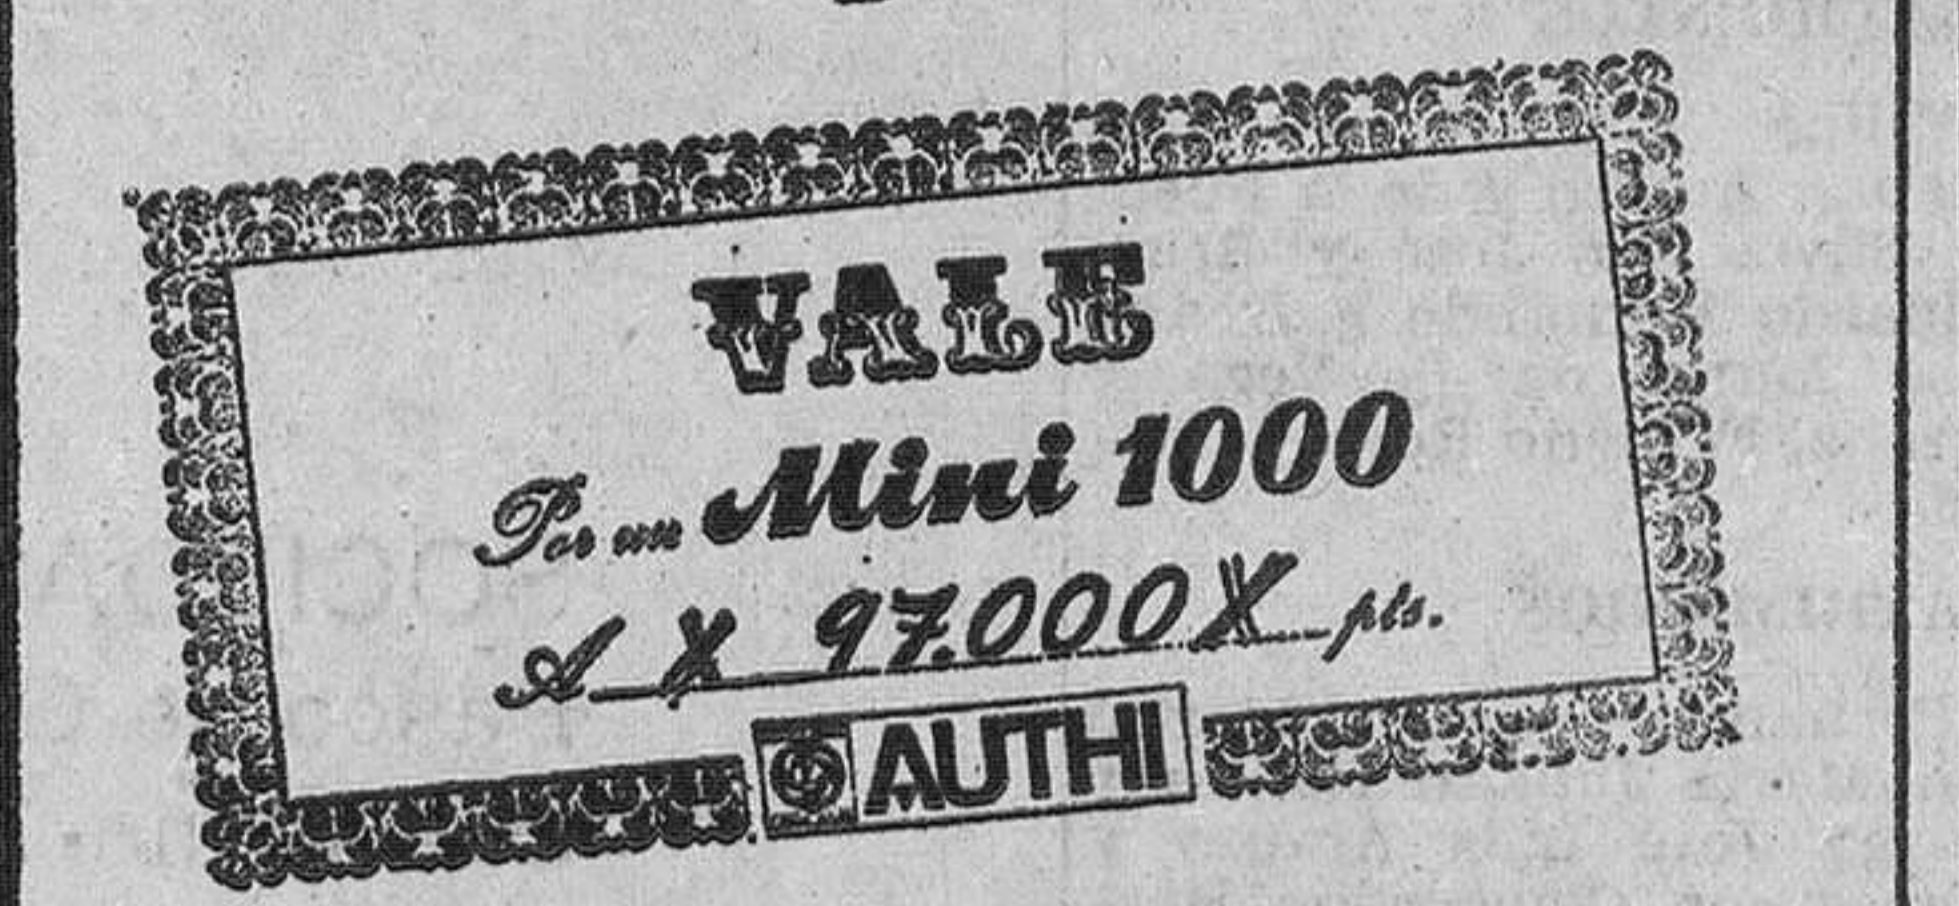 VALE
Por un Mini 1000
A X 97.000 X pts.
AUTHI